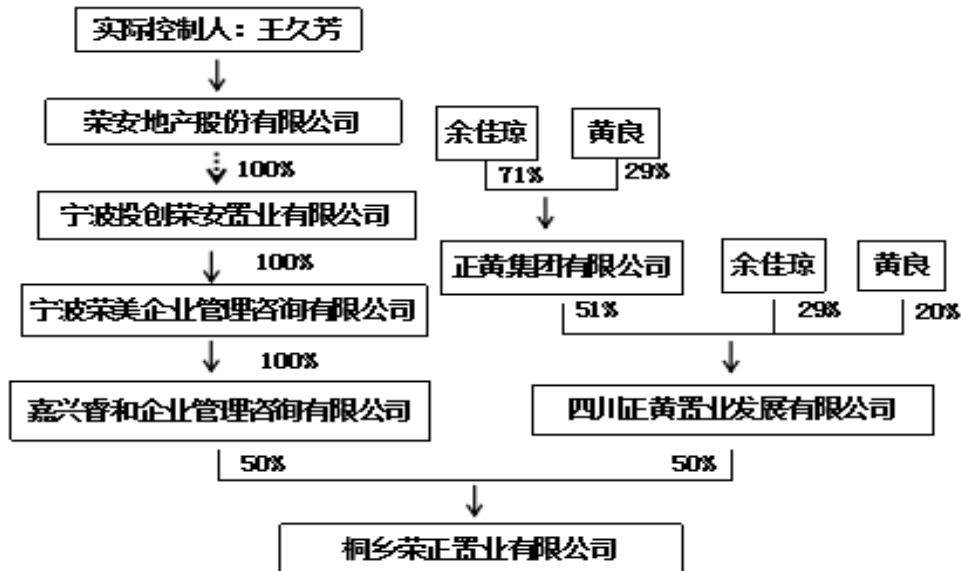 实际控制人：王久芳
荣安地产股份有限公司
余佳琼
黄良
100%
71%
29%
宁波投创荣安置业有限公司
100%
正黄集团有限公司
余佳琼
黄良
宁波荣美企业管理咨询有限公司
51%
29%
20%
100%
嘉兴睿和企业管理咨询有限公司
四川正黄置业发展有限公司
50%
50%
桐乡荣正置业有限公司